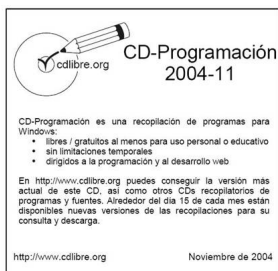 cdlibre.org
CD-Programación
2004-11
CD-Programación es una recopilación de programas para
Windows:
• libres / gratuitos al menos para uso personal o educativo
• sin limitaciones temporales
• dirigidos a la programación y al desarrollo web
En http://www.cdlibre.org puedes conseguir la versión más
actual de este CD, así como otros CDs recopilatorios de
programas y fuentes. Alrededor del día 15 de cada mes están
disponibles nuevas versiones de las recopilaciones para su
consulta y descarga.
http://www.cdlibre.org Noviembre de 2004